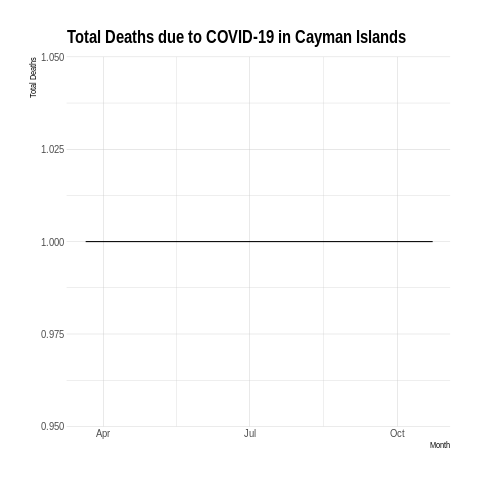 Total Deaths due to COVID-19 in Cayman Islands
Total Deaths
1.050
1.025
1.000
0.975
0.950
Apr Jul Oct
Month